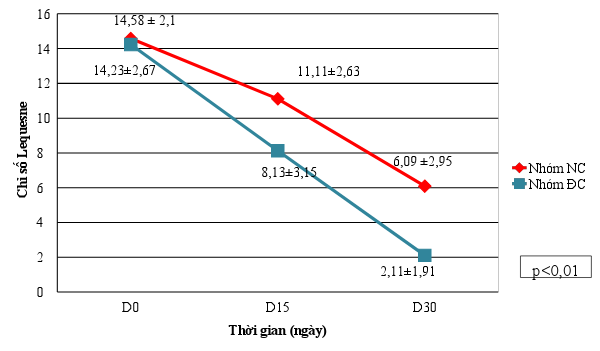 16
14
12
10
8
6
4
2
0
Chỉ số Lequesne
14,58 ± 2,1
14,23±2,67
11,11±2,63
8,13±3,15
6,09 ±2,95
2,11±1,91
D0
D15
D30
Thời gian (ngày)
Nhóm NC
Nhóm ĐC
p<0,01